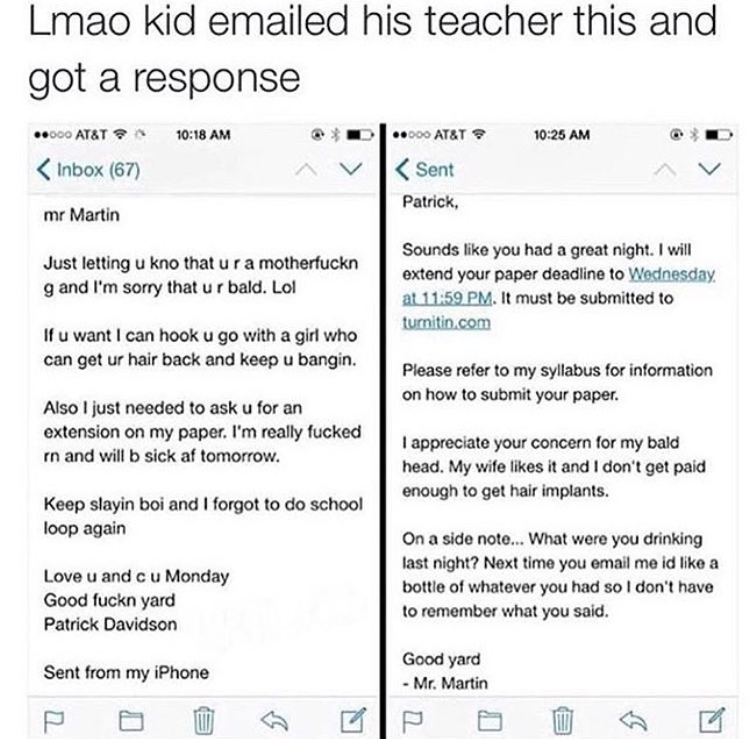 Lmao kid emailed his teacher this and
got a response
AT&T 10:18 AM
Inbox (67)
mr Martin
Just letting u kno that u r a motherfuckn
g and I'm sorry that u r bald. Lol
If u want I can hook u go with a girl who
can get ur hair back and keep u bangin.
Also I just needed to ask u for an
extension on my paper. I'm really fucked
rn and will b sick af tomorrow.
Keep slayin boi and I forgot to do school
loop again
Love u and c u Monday
Good fuckn yard
Patrick Davidson
Sent from my iPhone
AT&T 10:25 AM
Sent
Patrick,
Sounds like you had a great night. I will
extend your paper deadline to Wednesday
at 11:59 PM. It must be submitted to
turnitin.com
Please refer to my syllabus for information
on how to submit your paper.
I appreciate your concern for my bald
head. My wife likes it and I don't get paid
enough to get hair implants.
On a side note... What were you drinking
last night? Next time you email me id like a
bottle of whatever you had so I don't have
to remember what you said.
Good yard
- Mr. Martin